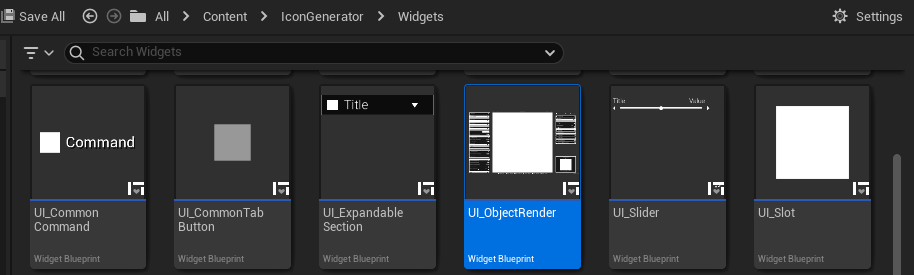 Save All All Content IconGenerator Widgets Settings
Search Widgets
Command
Title
Title Value
UI_Common
Command
Widget Blueprint
UI_CommonTab
Button
Widget Blueprint
UI_Expandable
Section
Widget Blueprint
UI_ObjectRender
Widget Blueprint
UI_Slider
Widget Blueprint
UI_Slot
Widget Blueprint